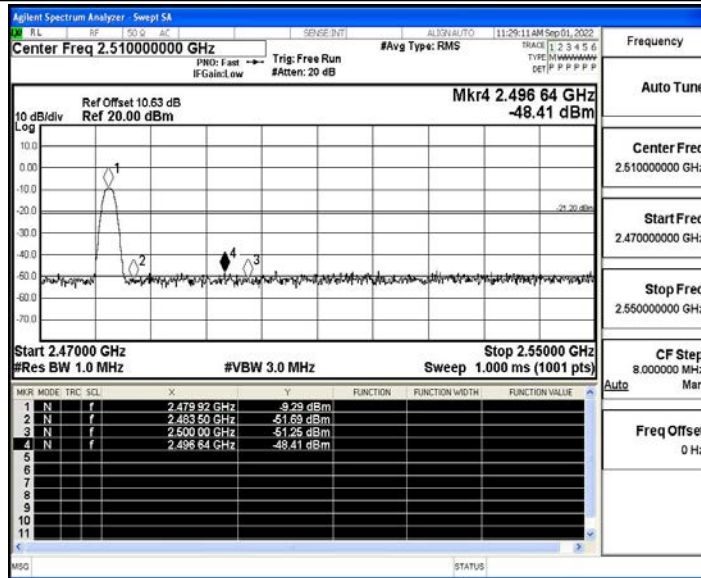 Agilent Spectrum Analyzer - Swept SA
RL RF 50 Ω AC SENSE:INT ALIGNAUTO 11:29:11 AM Sep 01, 2022
Center Freq 2.510000000 GHz
#Avg Type: RMS
TRACE 1 2 3 4 5 6
TYPE MWWWWW
DET P P P P P P
PNO: Fast
IFGain:Low
Trig: Free Run
#Atten: 20 dB
Mkr4 2.496 64 GHz
-48.41 dBm
Ref Offset 10.63 dB
10 dB/div Ref 20.00 dBm
Log
10.0
0.00
-10.0
-20.0
-30.0
-40.0
-50.0
-60.0
-70.0
1
2
4
3
-21.20 dBm
Start 2.47000 GHz Stop 2.55000 GHz
#Res BW 1.0 MHz #VBW 3.0 MHz Sweep 1.000 ms (1001 pts)
MKR MODE TRC SCL X Y FUNCTION FUNCTION WIDTH FUNCTION VALUE
1 N f 2.479 92 GHz -9.29 dBm
2 N f 2.483 50 GHz -51.69 dBm
3 N f 2.500 00 GHz -51.25 dBm
4 N f 2.496 64 GHz -48.41 dBm
5
6
7
8
9
10
11
MSG STATUS
Frequency
Auto Tune
Center Freq
2.510000000 GHz
Start Freq
2.470000000 GHz
Stop Freq
2.550000000 GHz
CF Step
8.000000 MHz
Auto Man
Freq Offset
0 Hz